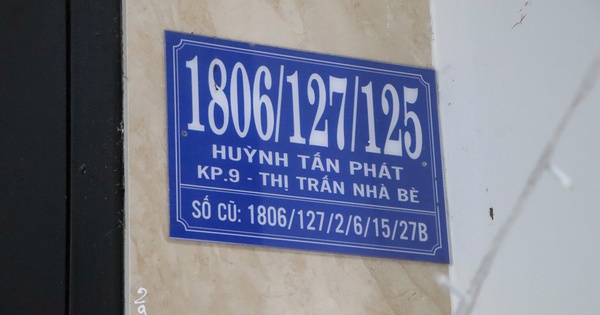 1806/127/125
HUỲNH TẤN PHÁT
KP.9 - THỊ TRẤN NHÀ BÈ
SỐ CŨ: 1806/127/2/6/15/27B